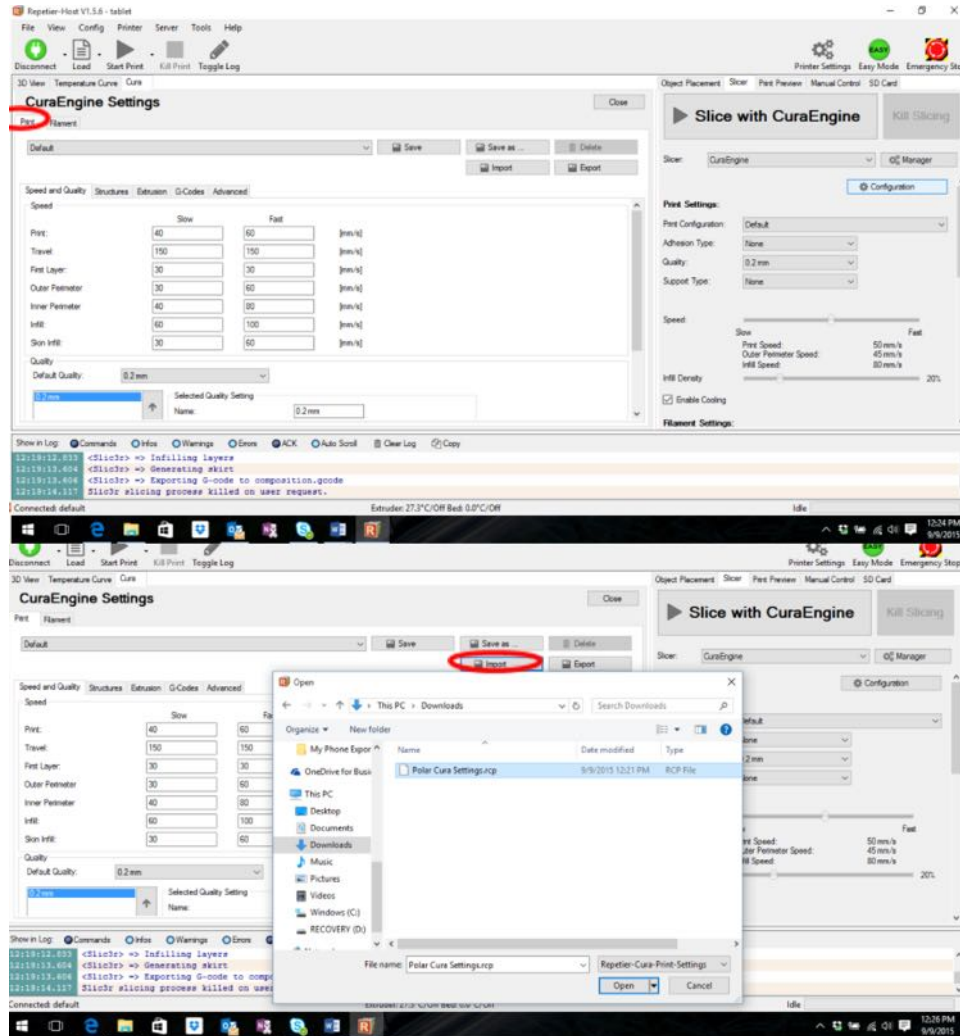 Repetier-Host V1.5.6 - tablet
File View Config Printer Server Tools Help
Disconnect Load Start Print Kill Print Toggle Log Printer Settings Easy Mode Emergency Sto
EASY
3D View Temperature Curve Cura Object Placement Slicer Print Preview Manual Control SD Card
CuraEngine Settings Close
Slice with CuraEngine Kill Slicing
Print Filament
Default Save Save as ... Delete
Import Export
Slicer: CuraEngine Manager
Configuration
Speed and Quality Structures Extrusion G-Codes Advanced
Speed
Slow Fast
Print: 40 60 [mm/s]
Travel: 150 150 [mm/s]
First Layer: 30 30 [mm/s]
Outer Perimeter 30 60 [mm/s]
Inner Perimeter 40 80 [mm/s]
Infill: 60 100 [mm/s]
Skin Infill: 30 60 [mm/s]
Quality
Default Quality: 0.2 mm
0.2 mm Selected Quality Setting
Name: 0.2 mm
Print Settings:
Print Configuration: Default
Adhesion Type: None
Quality: 0.2 mm
Support Type: None
Speed:
Slow Fast
Print Speed: 50 mm/s
Outer Perimeter Speed: 45 mm/s
Infill Speed: 80 mm/s
Infill Density 20%
Enable Cooling
Filament Settings:
Show in Log: Commands Infos Warnings Errors ACK Auto Scroll Clear Log Copy
12:19:12.833 <Slic3r> => Infilling layers
12:19:13.604 <Slic3r> => Generating skirt
12:19:13.604 <Slic3r> => Exporting G-code to composition.gcode
12:19:14.117 Slic3r slicing process killed on user request.
Connected: default Extruder: 27.3°C/Off Bed: 0.0°C/Off Idle
12:24 PM
9/9/2015
Disconnect Load Start Print Kill Print Toggle Log Printer Settings Easy Mode Emergency Stop
3D View Temperature Curve Cura Object Placement Slicer Print Preview Manual Control SD Card
CuraEngine Settings Close
Slice with CuraEngine Kill Slicing
Print Filament
Default Save Save as ... Delete
Import Export
Slicer: CuraEngine Manager
Configuration
Speed and Quality Structures Extrusion G-Codes Advanced
Speed
Slow Fa
Print: 40 60
Travel: 150 150
First Layer: 30 30
Outer Perimeter 30 60
Inner Perimeter 40 80
Infill: 60 100
Skin Infill: 30 60
Quality
Default Quality: 0.2 mm
0.2 mm Selected Quality Setting
Name:
Open
This PC Downloads Search Downloads
Organize New folder
My Phone Expor
OneDrive for Busi
This PC
Desktop
Documents
Downloads
Music
Pictures
Videos
Windows (C:)
RECOVERY (D:)
Name Date modified Type
Polar Cura Settings.rcp 9/9/2015 12:21 PM RCP File
File name: Polar Cura Settings.rcp Repetier-Cura-Print-Settings
Open Cancel
efault
lone
.2 mm
lone
Fast
int Speed: 50 mm/s
uter Perimeter Speed: 45 mm/s
fill Speed: 80 mm/s
20%
Show in Log: Commands Infos Warnings Errors
12:19:12.833 <Slic3r> => Infilling layers
12:19:13.604 <Slic3r> => Generating skirt
12:19:13.604 <Slic3r> => Exporting G-code to compo
12:19:14.117 Slic3r slicing process killed on user
Connected: default Extruder: 27.3°C/Off Bed: 0.0°C/Off Idle
12:26 PM
9/9/2015